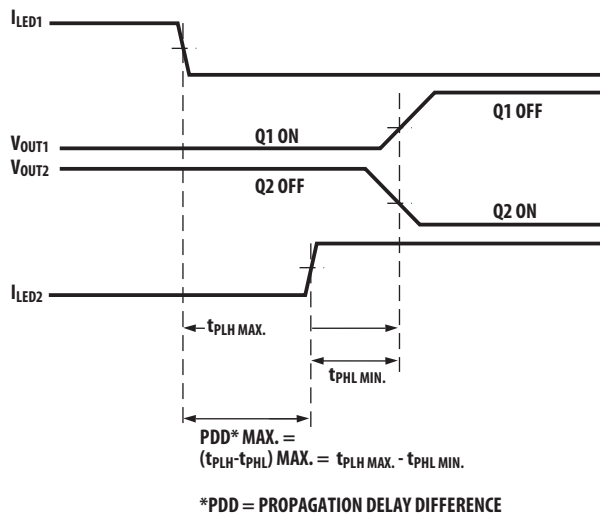 ILED1
Q1 OFF
VOUT1
Q1 ON
VOUT2
Q2 OFF
Q2 ON
ILED2
tPLH MAX.
tPHL MIN.
PDD* MAX. =
(tPLH-tPHL) MAX. = tPLH MAX. - tPHL MIN.
*PDD = PROPAGATION DELAY DIFFERENCE